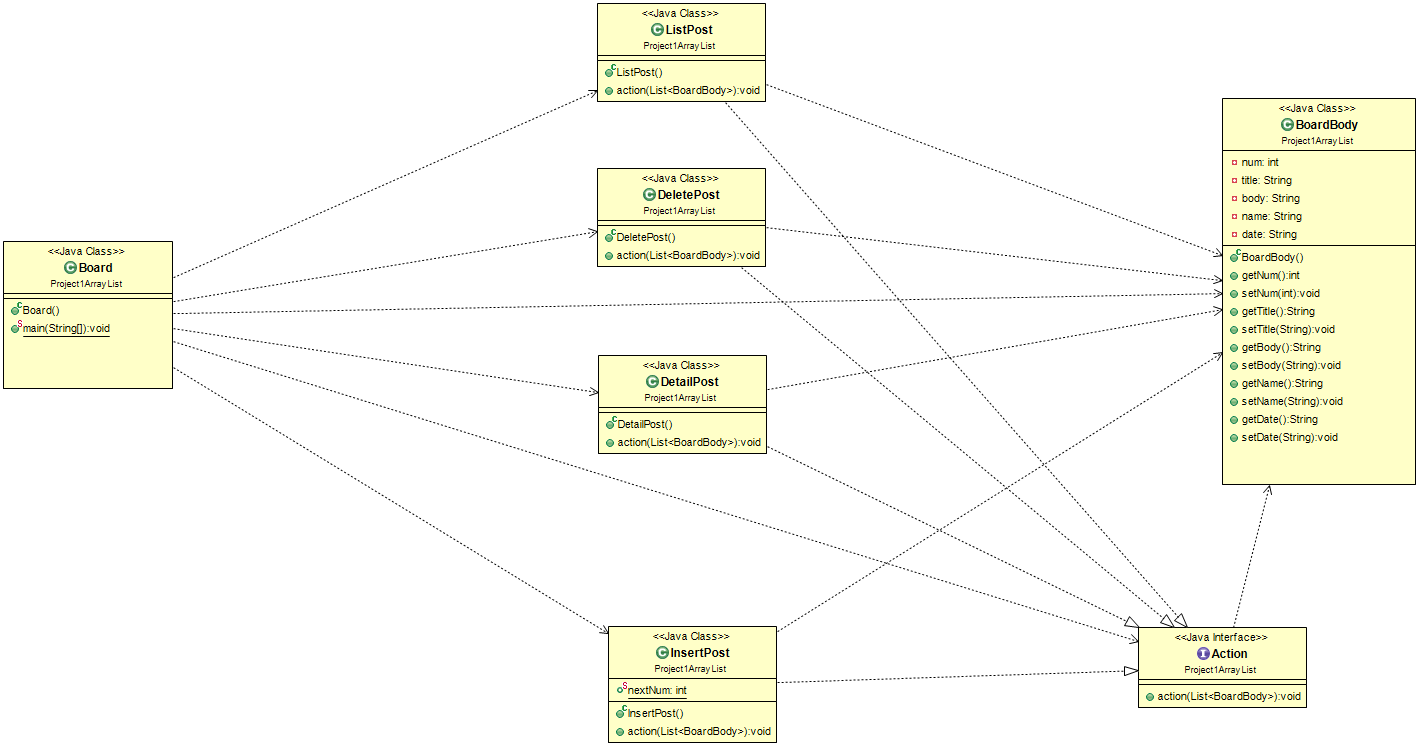 <<Java Class>>
ListPost
Project1ArrayList
ListPost()
action(List<BoardBody>):void
<<Java Class>>
DeletePost
Project1ArrayList
DeletePost()
action(List<BoardBody>):void
<<Java Class>>
Board
Project1ArrayList
Board()
main(String[]):void
<<Java Class>>
DetailPost
Project1ArrayList
DetailPost()
action(List<BoardBody>):void
<<Java Class>>
InsertPost
Project1ArrayList
nextNum: int
InsertPost()
action(List<BoardBody>):void
<<Java Class>>
BoardBody
Project1ArrayList
num: int
title: String
body: String
name: String
date: String
BoardBody()
getNum():int
setNum(int):void
getTitle():String
setTitle(String):void
getBody():String
setBody(String):void
getName():String
setName(String):void
getDate():String
setDate(String):void
<<Java Interface>>
Action
Project1ArrayList
action(List<BoardBody>):void